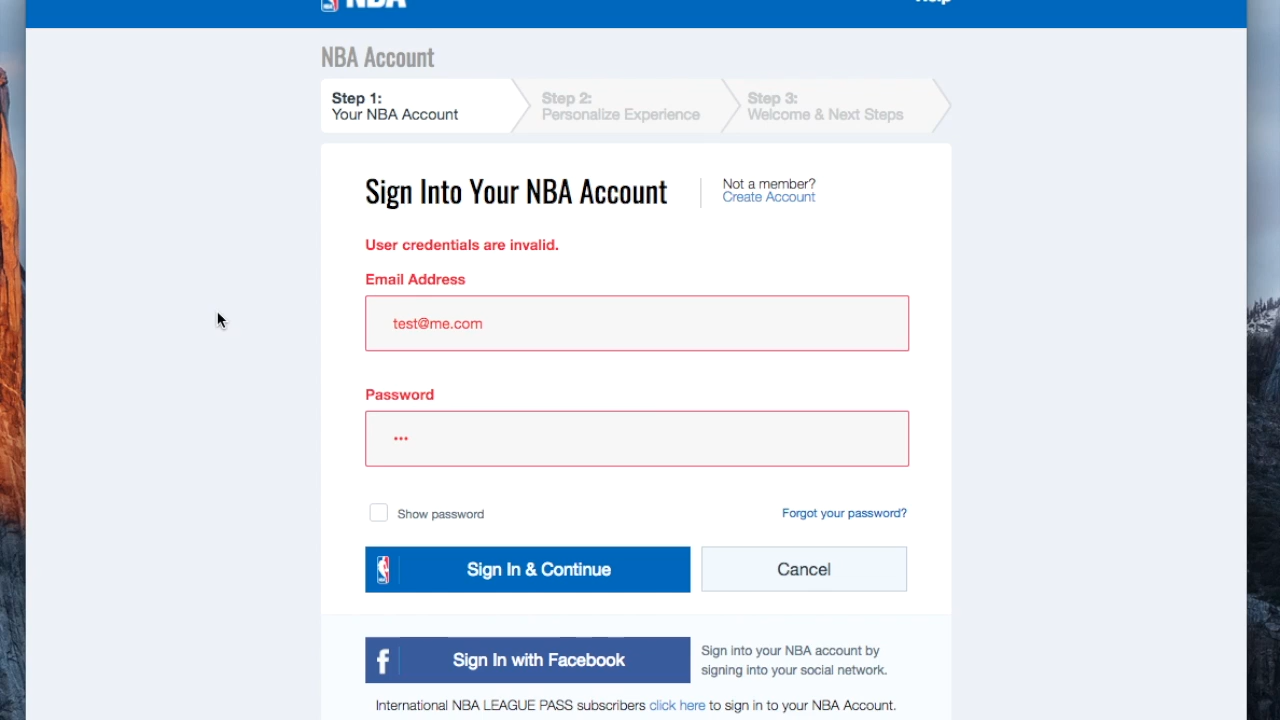 NBA
Help
NBA Account
Step 1:
Your NBA Account
Step 2:
Personalize Experience
Step 3:
Welcome & Next Steps
Sign Into Your NBA Account
Not a member?
Create Account
User credentials are invalid.
Email Address
test@me.com
Password
•••
Show password
Forgot your password?
Sign In & Continue
Cancel
Sign In with Facebook
Sign into your NBA account by
signing into your social network.
International NBA LEAGUE PASS subscribers click here to sign in to your NBA Account.